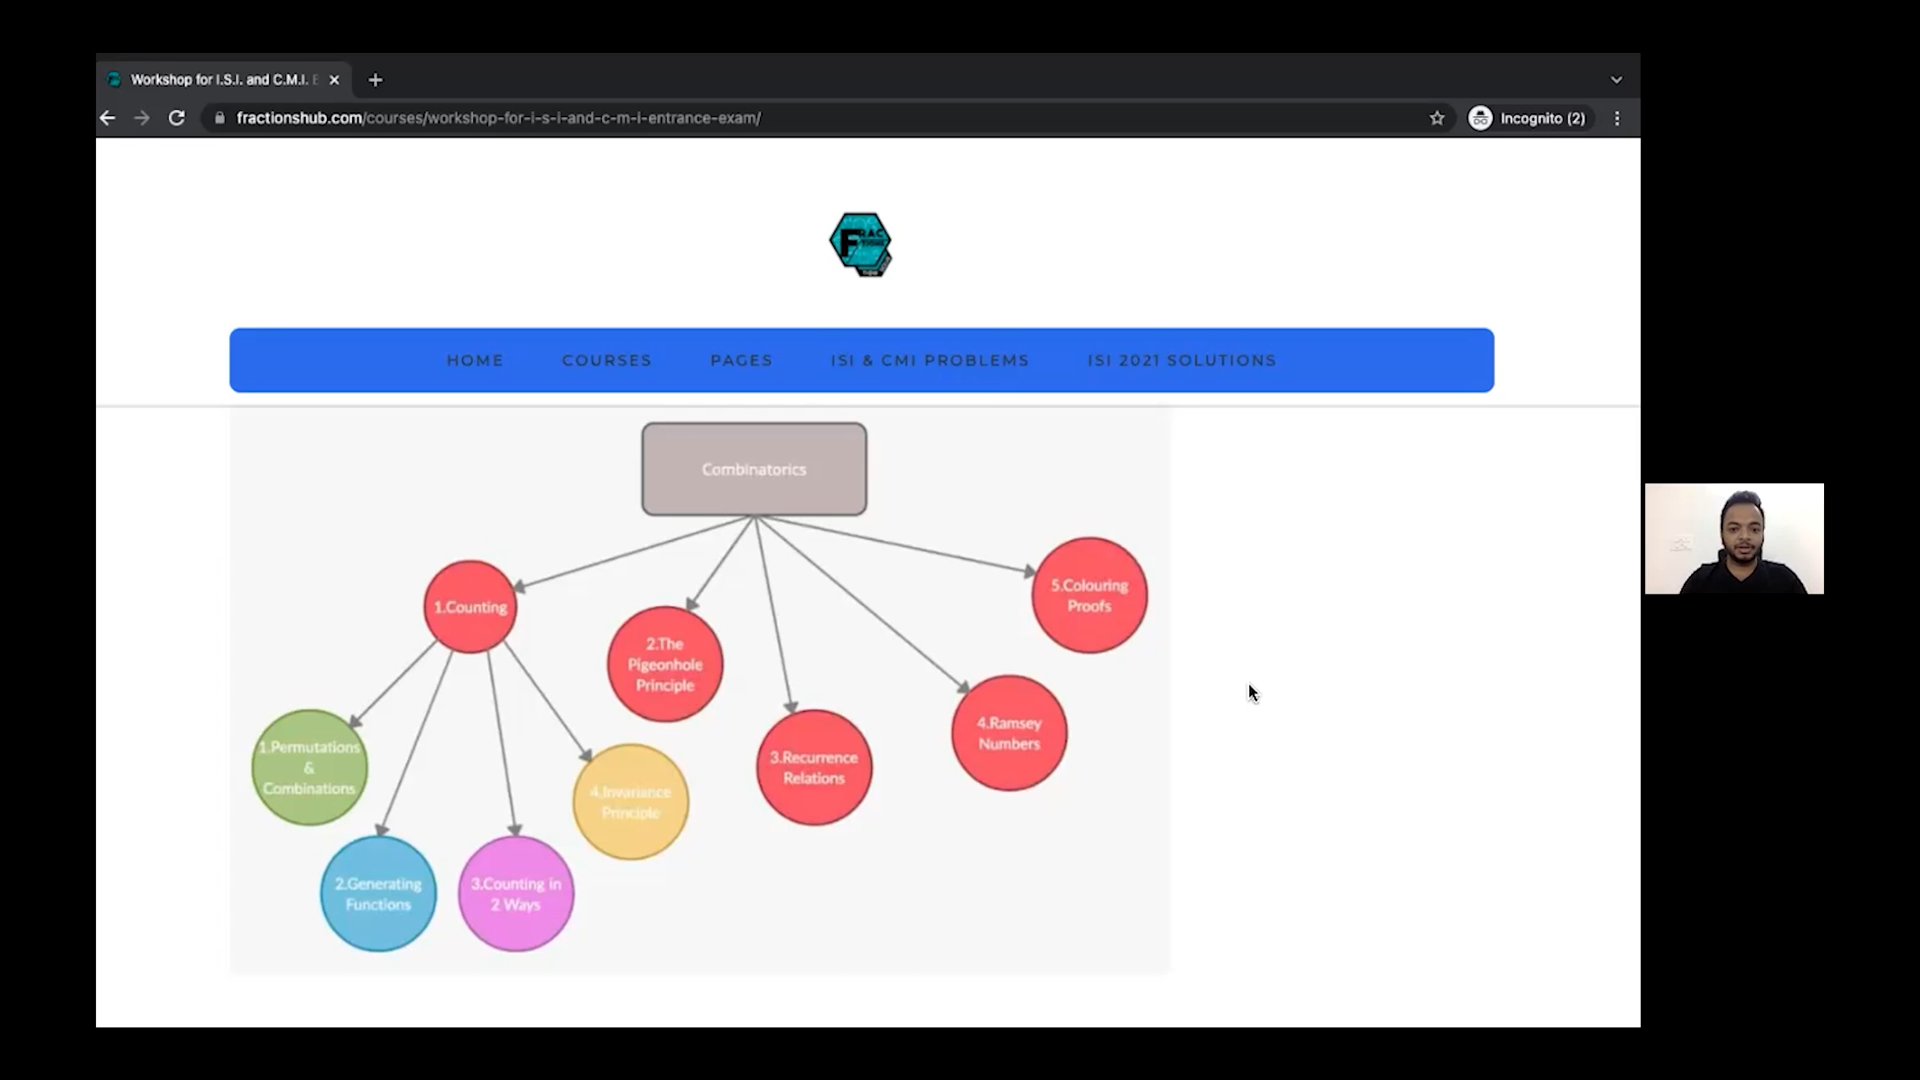 Workshop for I.S.I. and C.M.I.
fractionshub.com/courses/workshop-for-i-s-i-and-c-m-i-entrance-exam/
Incognito (2)
FRAC
HOME COURSES PAGES ISI & CMI PROBLEMS ISI 2021 SOLUTIONS
Combinatorics
1.Counting
2.The
Pigeonhole
Principle
3.Recurrence
Relations
4.Ramsey
Numbers
5.Colouring
Proofs
1.Permutations
&
Combinations
2.Generating
Functions
3.Counting in
2 Ways
4.Invariance
Principle